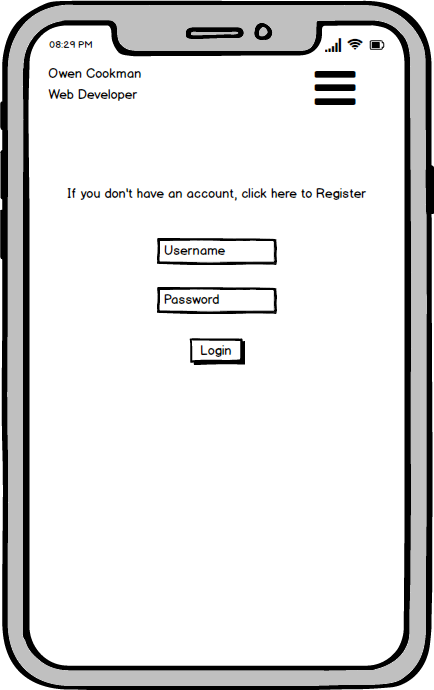 08:29 PM
Owen Cookman
Web Developer
If you don't have an account, click here to Register
Username
Password
Login